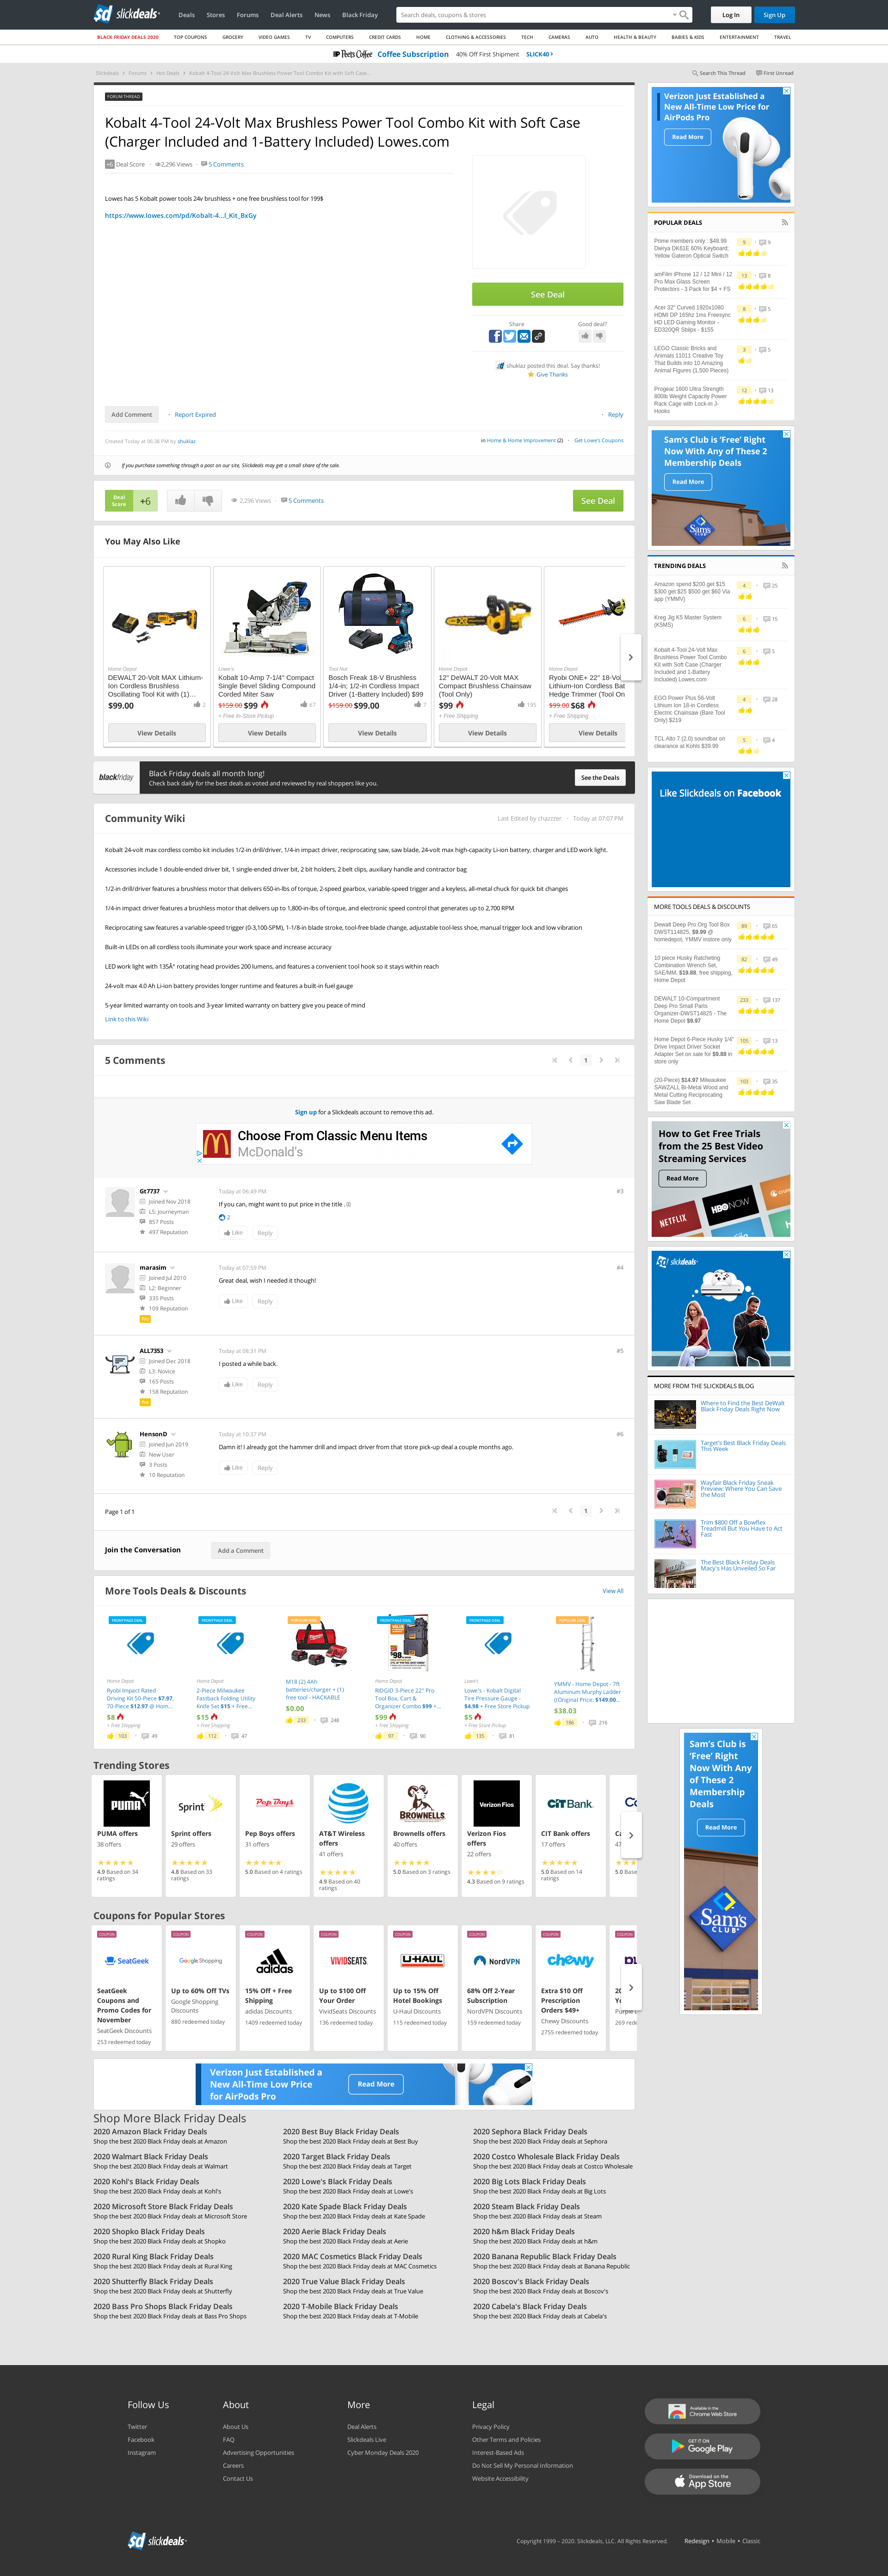 slickdeals
Deals
Stores
Forums
Deal Alerts
News
Black Friday
Search deals, coupons & stores
Log In
Sign Up
BLACK FRIDAY DEALS 2020
TOP COUPONS
GROCERY
VIDEO GAMES
TV
COMPUTERS
CREDIT CARDS
HOME
CLOTHING & ACCESSORIES
TECH
CAMERAS
AUTO
HEALTH & BEAUTY
BABIES & KIDS
ENTERTAINMENT
TRAVEL
Peet's Coffee
Coffee Subscription
40% Off First Shipment
SLICK40 >
Slickdeals > Forums > Hot Deals > Kobalt 4-Tool 24-Volt Max Brushless Power Tool Combo Kit with Soft Case...
Search This Thread
First Unread
FORUM THREAD
Kobalt 4-Tool 24-Volt Max Brushless Power Tool Combo Kit with Soft Case
(Charger Included and 1-Battery Included) Lowes.com
+6 Deal Score
2,296 Views
5 Comments
Lowes has 5 Kobalt power tools 24v brushless + one free brushless tool for 199$
https://www.lowes.com/pd/Kobalt-4...l_Kit_BxGy
See Deal
Share
Good deal?
shuklaz posted this deal. Say thanks!
Give Thanks
Add Comment
Report Expired
Reply
Created Today at 06:38 PM by shuklaz
in Home & Home Improvement (2)
Get Lowe's Coupons
If you purchase something through a post on our site, Slickdeals may get a small share of the sale.
Deal
Score
+6
2,296 Views
5 Comments
See Deal
You May Also Like
Home Depot
DEWALT 20-Volt MAX Lithium-
Ion Cordless Brushless
Oscillating Tool Kit with (1)...
$99.00
2
View Details
Lowe's
Kobalt 10-Amp 7-1/4" Compact
Single Bevel Sliding Compound
Corded Miter Saw
$159.00 $99
67
+ Free In-Store Pickup
View Details
Tool Nut
Bosch Freak 18-V Brushless
1/4-in; 1/2-in Cordless Impact
Driver (1-Battery Included) $99
$159.00 $99.00
7
View Details
Home Depot
12" DeWALT 20-Volt MAX
Compact Brushless Chainsaw
(Tool Only)
$99
195
+ Free Shipping
View Details
Home Depot
Ryobi ONE+ 22" 18-Vo
Lithium-Ion Cordless Bat
Hedge Trimmer (Tool On
$99.00 $68
+ Free Shipping
View Details
blackfriday
Black Friday deals all month long!
Check back daily for the best deals as voted and reviewed by real shoppers like you.
See the Deals
Community Wiki
Last Edited by chazzzer
Today at 07:07 PM
Kobalt 24-volt max cordless combo kit includes 1/2-in drill/driver, 1/4-in impact driver, reciprocating saw, saw blade, 24-volt max high-capacity Li-ion battery, charger and LED work light.
Accessories include 1 double-ended driver bit, 1 single-ended driver bit, 2 bit holders, 2 belt clips, auxiliary handle and contractor bag
1/2-in drill/driver features a brushless motor that delivers 650-in-lbs of torque, 2-speed gearbox, variable-speed trigger and a keyless, all-metal chuck for quick bit changes
1/4-in impact driver features a brushless motor that delivers up to 1,800-in-lbs of torque, and electronic speed control that generates up to 2,700 RPM
Reciprocating saw features a variable-speed trigger (0-3,100-SPM), 1-1/8-in blade stroke, tool-free blade change, adjustable tool-less shoe, manual trigger lock and low vibration
Built-in LEDs on all cordless tools illuminate your work space and increase accuracy
LED work light with 135Â° rotating head provides 200 lumens, and features a convenient tool hook so it stays within reach
24-volt max 4.0 Ah Li-ion battery provides longer runtime and features a built-in fuel gauge
5-year limited warranty on tools and 3-year limited warranty on battery give you peace of mind
Link to this Wiki
5 Comments
1
Sign up for a Slickdeals account to remove this ad.
Choose From Classic Menu Items
McDonald's
Gt7737
Joined Nov 2018
L5: Journeyman
857 Posts
497 Reputation
Today at 06:49 PM
#3
If you can, might want to put price in the title .
2
Like
Reply
marasim
Joined Jul 2010
L2: Beginner
335 Posts
109 Reputation
Pro
Today at 07:59 PM
#4
Great deal, wish I needed it though!
Like
Reply
ALL7353
Joined Dec 2018
L3: Novice
165 Posts
158 Reputation
Pro
Today at 08:31 PM
#5
I posted a while back.
Like
Reply
HensonD
Joined Jun 2019
New User
3 Posts
10 Reputation
Today at 10:37 PM
#6
Damn it! I already got the hammer drill and impact driver from that store pick-up deal a couple months ago.
Like
Reply
Page 1 of 1
1
Join the Conversation
Add a Comment
More Tools Deals & Discounts
View All
FRONTPAGE DEAL
Home Depot
Ryobi Impact Rated
Driving Kit 50-Piece $7.97,
70-Piece $12.97 @ Hom...
$8
+ Free Shipping
103
49
FRONTPAGE DEAL
Home Depot
2-Piece Milwaukee
Fastback Folding Utility
Knife Set $15 + Free...
$15
+ Free Shipping
112
47
POPULAR DEAL
M18 (2) 4Ah
batteries/charger + (1)
free tool - HACKABLE
$0.00
233
248
FRONTPAGE DEAL
Home Depot
RIDGID 3-Piece 22" Pro
Tool Box, Cart &
Organizer Combo $99 +...
$99
+ Free Shipping
97
90
FRONTPAGE DEAL
Lowe's
Lowe's - Kobalt Digital
Tire Pressure Gauge -
$4.98 + Free Store Pickup
$5
+ Free Store Pickup
135
81
POPULAR DEAL
YMMV - Home Depot - 7ft
Aluminum Murphy Ladder
(Original Price: $149.00...
$38.03
186
216
Trending Stores
PUMA
PUMA offers
38 offers
4.9 Based on 34
ratings
Sprint
Sprint offers
29 offers
4.8 Based on 33
ratings
Pep Boys
Pep Boys offers
31 offers
5.0 Based on 4 ratings
AT&T Wireless
offers
41 offers
4.9 Based on 40
ratings
BROWNELLS
Brownells offers
40 offers
5.0 Based on 3 ratings
Verizon Fios
Verizon Fios
offers
22 offers
4.3 Based on 9 ratings
CIT Bank
CIT Bank offers
17 offers
5.0 Based on 14
ratings
Coupons for Popular Stores
COUPON
SeatGeek
SeatGeek
Coupons and
Promo Codes for
November
SeatGeek Discounts
253 redeemed today
Google Shopping
Up to 60% Off TVs
Google Shopping
Discounts
880 redeemed today
COUPON
adidas
15% Off + Free
Shipping
adidas Discounts
1409 redeemed today
COUPON
VIVIDSEATS
Up to $100 Off
Your Order
VividSeats Discounts
136 redeemed today
COUPON
U-HAUL
Up to 15% Off
Hotel Bookings
U-Haul Discounts
115 redeemed today
COUPON
NordVPN
68% Off 2-Year
Subscription
NordVPN Discounts
159 redeemed today
COUPON
chewy
Extra $10 Off
Prescription
Orders $49+
Chewy Discounts
2755 redeemed today
COUPON
Verizon Just Established a
New All-Time Low Price
for AirPods Pro
Read More
Shop More Black Friday Deals
2020 Amazon Black Friday Deals
Shop the best 2020 Black Friday deals at Amazon
2020 Best Buy Black Friday Deals
Shop the best 2020 Black Friday deals at Best Buy
2020 Sephora Black Friday Deals
Shop the best 2020 Black Friday deals at Sephora
2020 Walmart Black Friday Deals
Shop the best 2020 Black Friday deals at Walmart
2020 Target Black Friday Deals
Shop the best 2020 Black Friday deals at Target
2020 Costco Wholesale Black Friday Deals
Shop the best 2020 Black Friday deals at Costco Wholesale
2020 Kohl's Black Friday Deals
Shop the best 2020 Black Friday deals at Kohl's
2020 Lowe's Black Friday Deals
Shop the best 2020 Black Friday deals at Lowe's
2020 Big Lots Black Friday Deals
Shop the best 2020 Black Friday deals at Big Lots
2020 Microsoft Store Black Friday Deals
Shop the best 2020 Black Friday deals at Microsoft Store
2020 Kate Spade Black Friday Deals
Shop the best 2020 Black Friday deals at Kate Spade
2020 Steam Black Friday Deals
Shop the best 2020 Black Friday deals at Steam
2020 Shopko Black Friday Deals
Shop the best 2020 Black Friday deals at Shopko
2020 Aerie Black Friday Deals
Shop the best 2020 Black Friday deals at Aerie
2020 h&m Black Friday Deals
Shop the best 2020 Black Friday deals at h&m
2020 Rural King Black Friday Deals
Shop the best 2020 Black Friday deals at Rural King
2020 MAC Cosmetics Black Friday Deals
Shop the best 2020 Black Friday deals at MAC Cosmetics
2020 Banana Republic Black Friday Deals
Shop the best 2020 Black Friday deals at Banana Republic
2020 Shutterfly Black Friday Deals
Shop the best 2020 Black Friday deals at Shutterfly
2020 True Value Black Friday Deals
Shop the best 2020 Black Friday deals at True Value
2020 Boscov's Black Friday Deals
Shop the best 2020 Black Friday deals at Boscov's
2020 Bass Pro Shops Black Friday Deals
Shop the best 2020 Black Friday deals at Bass Pro Shops
2020 T-Mobile Black Friday Deals
Shop the best 2020 Black Friday deals at T-Mobile
2020 Cabela's Black Friday Deals
Shop the best 2020 Black Friday deals at Cabela's
Verizon Just Established a
New All-Time Low Price for
AirPods Pro
Read More
POPULAR DEALS
Prime members only : $48.99
Dierya DK61E 60% Keyboard;
Yellow Gateron Optical Switch
9
9
amFilm iPhone 12 / 12 Mini / 12
Pro Max Glass Screen
Protectors - 3 Pack for $4 + FS
13
8
Acer 32" Curved 1920x1080
HDMI DP 165hz 1ms Freesync
HD LED Gaming Monitor -
ED320QR Sbiipx - $155
8
5
LEGO Classic Bricks and
Animals 11011 Creative Toy
That Builds into 10 Amazing
Animal Figures (1,500 Pieces)
3
5
Progear 1600 Ultra Strength
800lb Weight Capacity Power
Rack Cage with Lock-in J-
Hooks
12
13
Sam's Club is 'Free' Right
Now With Any of These 2
Membership Deals
Read More
TRENDING DEALS
Amazon spend $200 get $15
$300 get $25 $500 get $60 Via
app (YMMV)
4
25
Kreg Jig K5 Master System
(K5MS)
6
15
Kobalt 4-Tool 24-Volt Max
Brushless Power Tool Combo
Kit with Soft Case (Charger
Included and 1-Battery
Included) Lowes.com
6
5
EGO Power Plus 56-Volt
Lithium Ion 18-in Cordless
Electric Chainsaw (Bare Tool
Only) $219
4
28
TCL Alto 7 (2.0) soundbar on
clearance at Kohls $39.99
5
4
Like Slickdeals on Facebook
MORE TOOLS DEALS & DISCOUNTS
Dewalt Deep Pro Org Tool Box
DWST114825, $9.99 @
homedepot, YMMV instore only
89
65
10 piece Husky Ratcheting
Combination Wrench Set,
SAE/MM, $19.88, free shipping,
Home Depot
82
49
DEWALT 10-Compartment
Deep Pro Small Parts
Organizer-DWST14825 - The
Home Depot $9.97
233
137
Home Depot 6-Piece Husky 1/4"
Drive Impact Driver Socket
Adapter Set on sale for $9.88 in
store only
105
13
(20-Piece) $14.97 Milwaukee
SAWZALL Bi-Metal Wood and
Metal Cutting Reciprocating
Saw Blade Set
103
35
How to Get Free Trials
from the 25 Best Video
Streaming Services
Read More
NETFLIX
HBO NOW
slickdeals
MORE FROM THE SLICKDEALS BLOG
Where to Find the Best DeWalt
Black Friday Deals Right Now
Target's Best Black Friday Deals
This Week
Wayfair Black Friday Sneak
Preview: Where You Can Save
the Most
Trim $800 Off a Bowflex
Treadmill But You Have to Act
Fast
The Best Black Friday Deals
Macy's Has Unveiled So Far
Sam's Club is
'Free' Right
Now With Any
of These 2
Membership
Deals
Read More
Sam's
CLUB
Follow Us
Twitter
Facebook
Instagram
About
About Us
FAQ
Advertising Opportunities
Careers
Contact Us
More
Deal Alerts
Slickdeals Live
Cyber Monday Deals 2020
Legal
Privacy Policy
Other Terms and Policies
Interest-Based Ads
Do Not Sell My Personal Information
Website Accessibility
Available in the
Chrome Web Store
GET IT ON
Google Play
Download on the
App Store
slickdeals
Copyright 1999 - 2020. Slickdeals, LLC. All Rights Reserved.
Redesign • Mobile • Classic